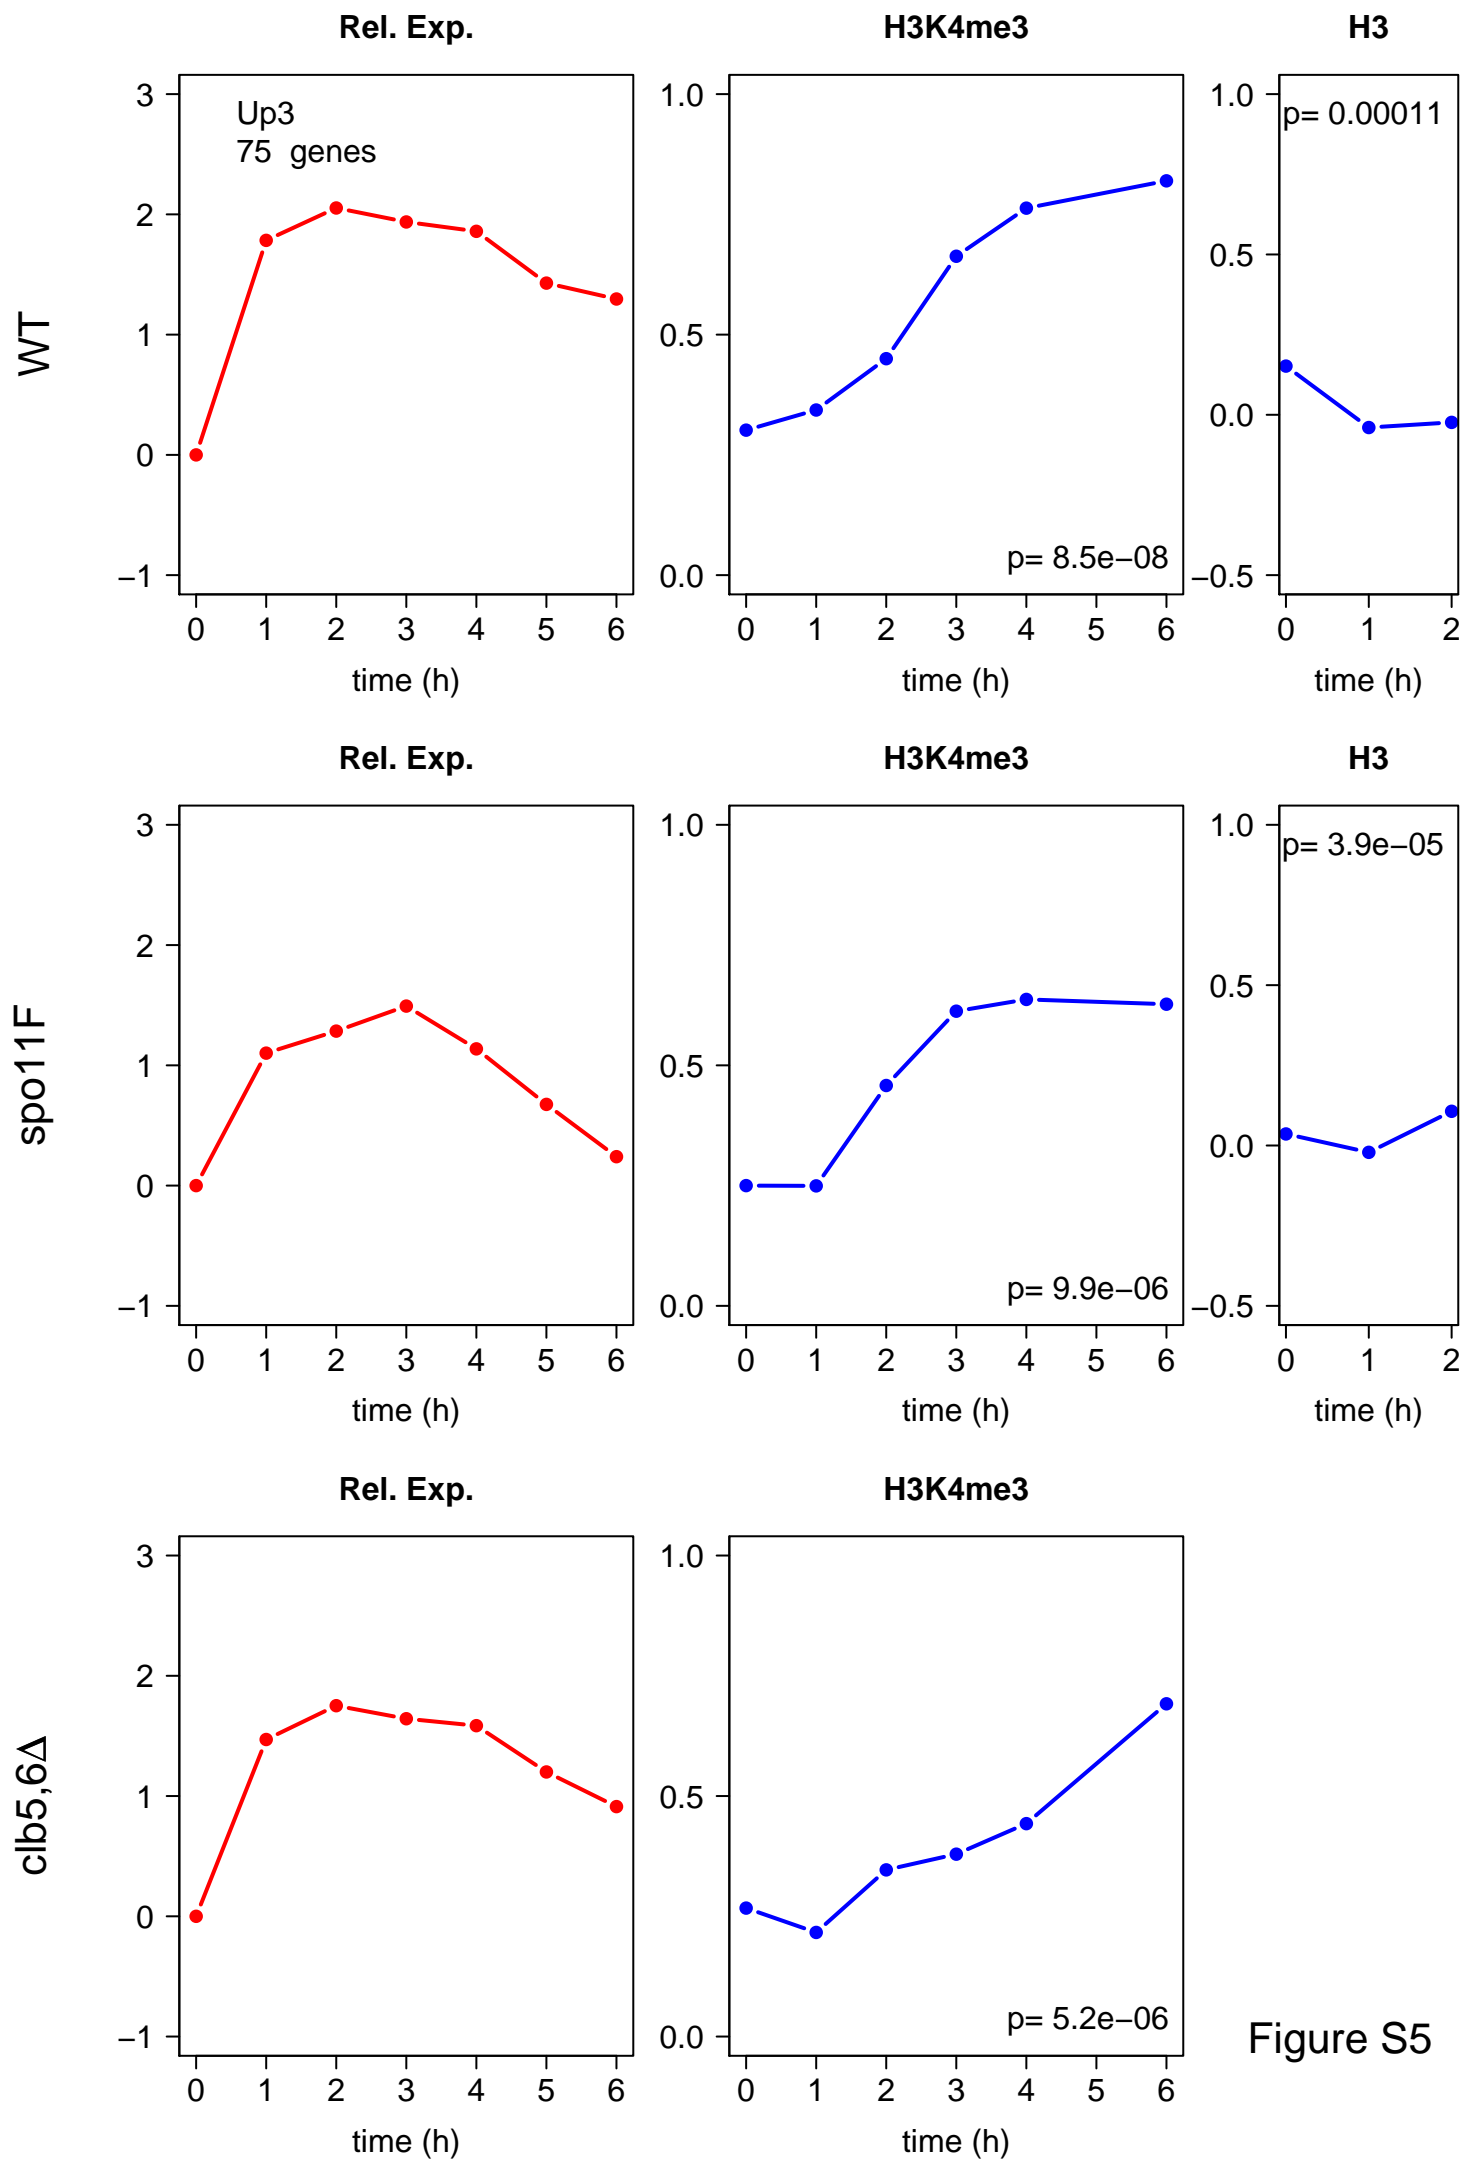 Rel. Exp.
H3K4me3
H3
WT
3
2
1
0
−1
Up3
75 genes
0 1 2 3 4 5 6
time (h)
1.0
0.5
0.0
p= 8.5e−08
0 1 2 3 4 5 6
time (h)
1.0
0.5
0.0
−0.5
p= 0.00011
0 1 2
time (h)
Rel. Exp.
H3K4me3
H3
spo11F
3
2
1
0
−1
0 1 2 3 4 5 6
time (h)
1.0
0.5
0.0
p= 9.9e−06
0 1 2 3 4 5 6
time (h)
1.0
0.5
0.0
−0.5
p= 3.9e−05
0 1 2
time (h)
Rel. Exp.
H3K4me3
clb5,6Δ
3
2
1
0
−1
0 1 2 3 4 5 6
time (h)
1.0
0.5
0.0
p= 5.2e−06
0 1 2 3 4 5 6
time (h)
Figure S5